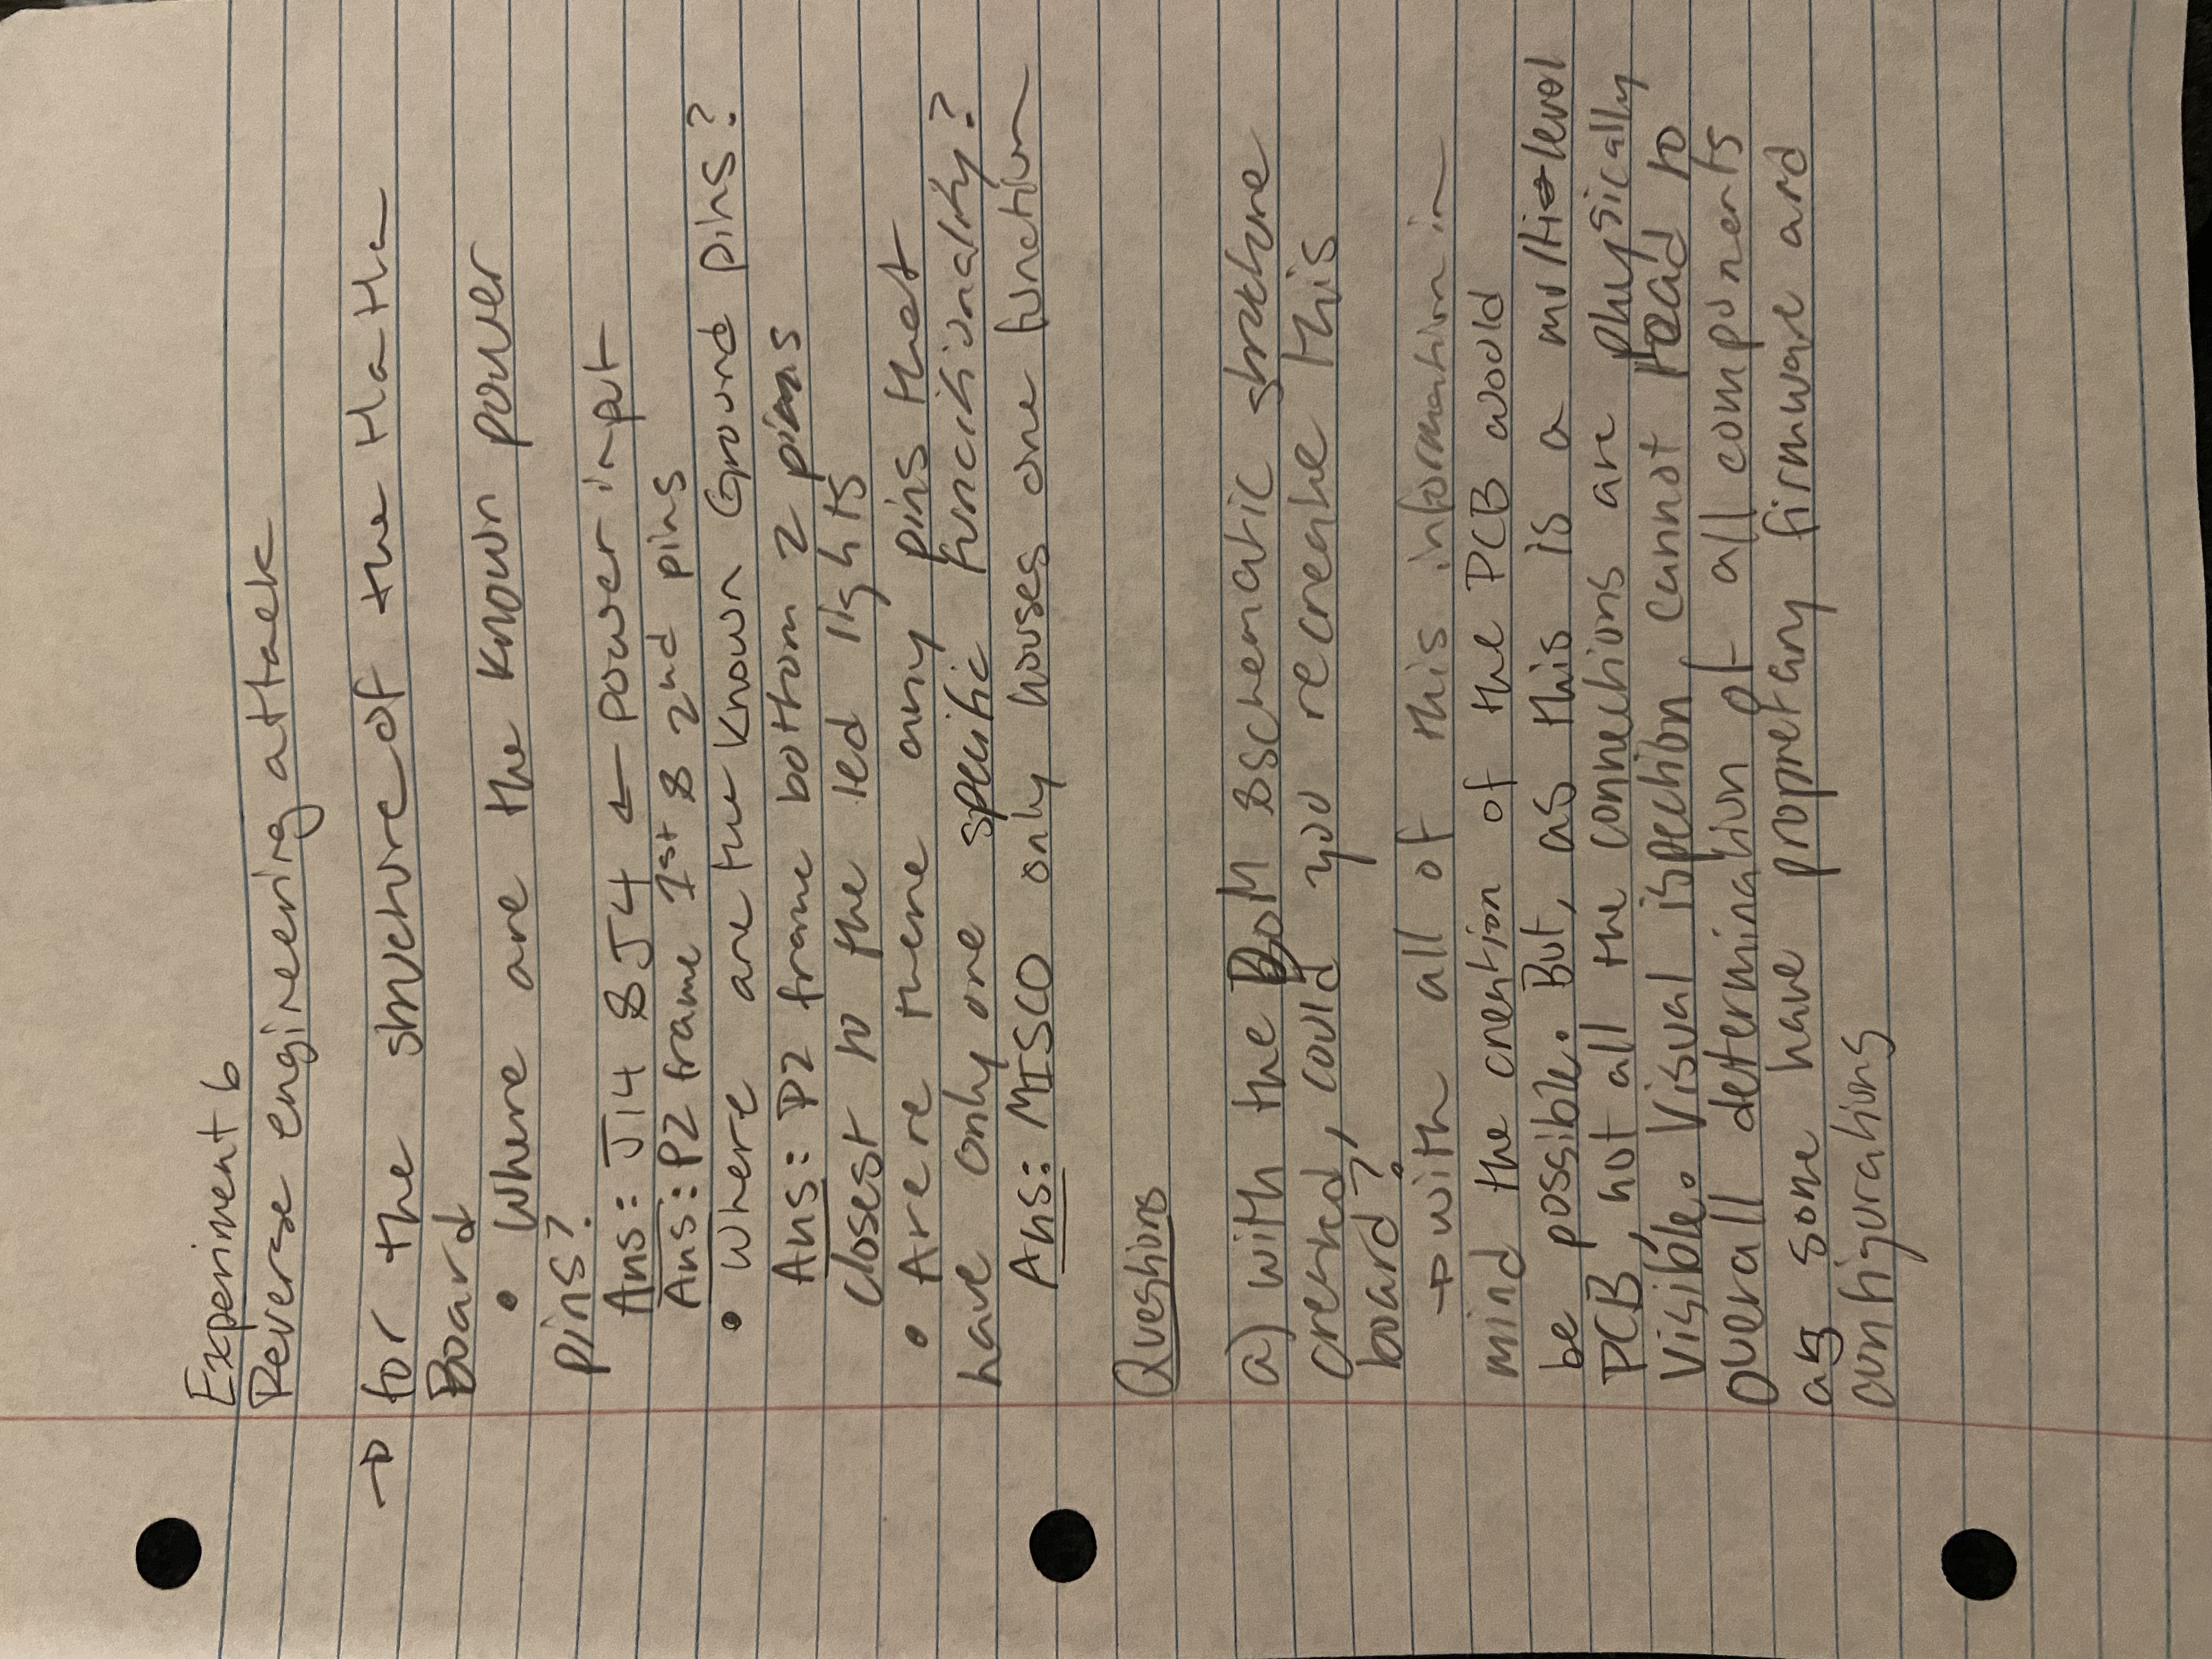 Experiment 6
Reverse engineering attack
→ for the structure of the HaHa
Board
• Where are the known power
pins?
Ans: J14 & J4 ← power input
Ans: P2 frame 1st & 2nd pins
• Where are the known Ground pins?
Ans: P2 frame bottom 2 pins
closest to the led lights
• Arere there any pins that
have only one specific funcitionality?
Ans: MISCO only houses one function
Questions
a) with the BoM & schematic structure
created, could you recreate this
board?
→ with all of this information in
mind the creation of the PCB would
be possible. But, as this is a multi-level
PCB, not all the connections are physically
visible. Visual ispection, cannot lead to
overall determination of all components
as some have proprietary firmware and
configurations